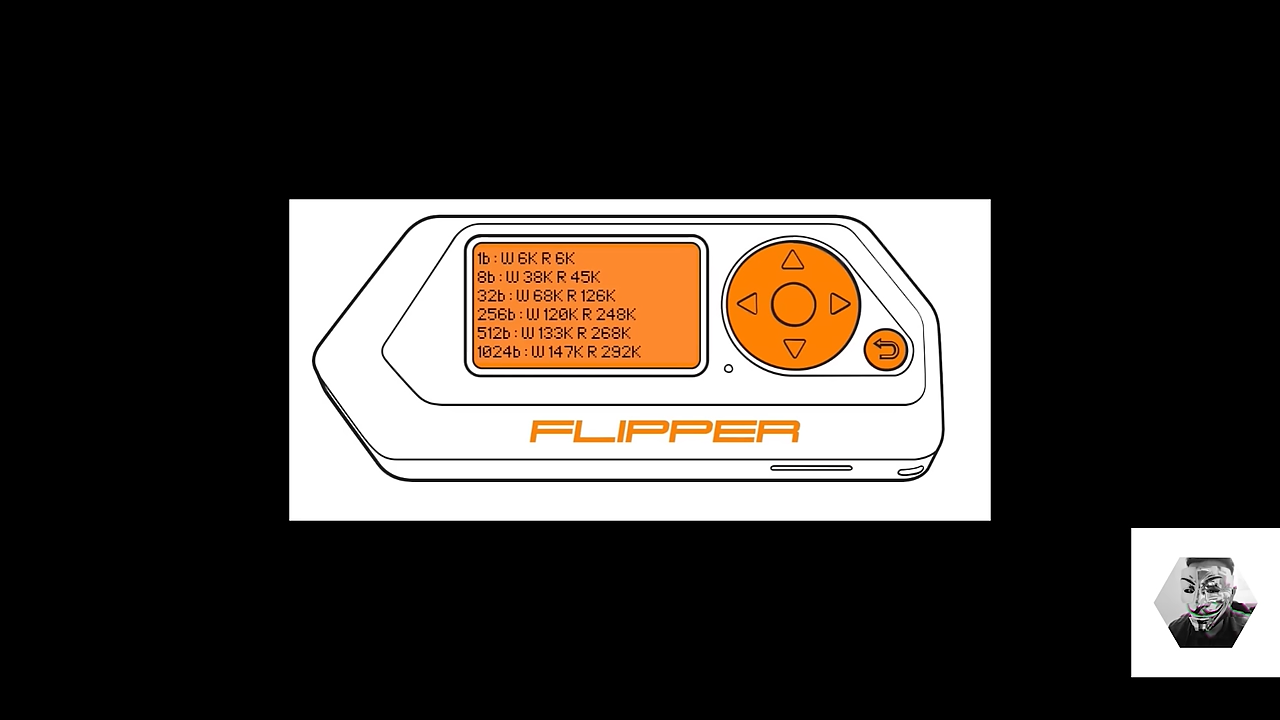 1b : W 6K R 6K
8b : W 38K R 45K
32b : W 68K R 126K
256b : W 120K R 248K
512b : W 133K R 268K
1024b : W 147K R 292K
FLIPPER